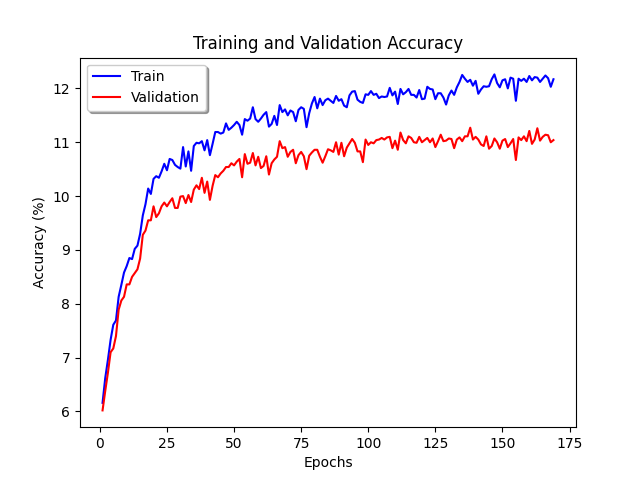 Training and Validation Accuracy
Train
Validation
12
11
10
9
8
7
6
Accuracy (%)
0 25 50 75 100 125 150 175
Epochs